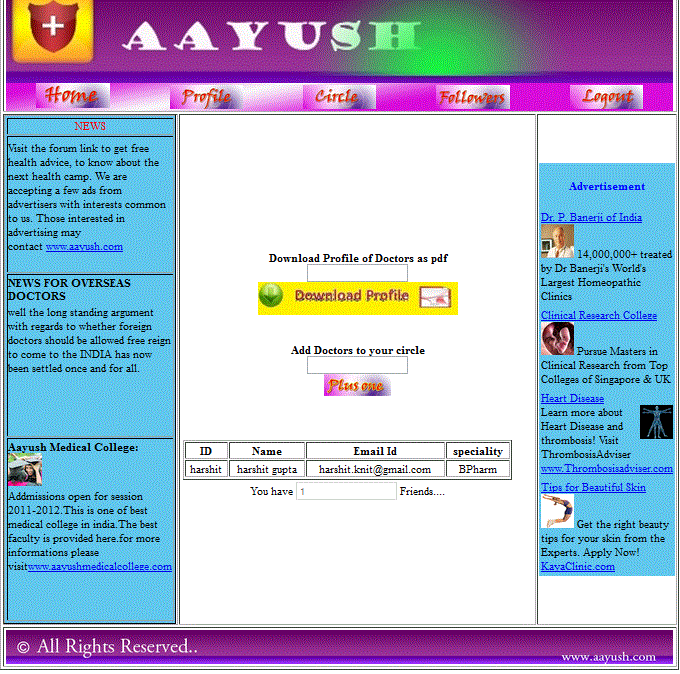 AAYUSH
Home Profile Circle Followers Logout
NEWS
Visit the forum link to get free
health advice, to know about the
next health camp. We are
accepting a few ads from
advertisers with interests common
to us. Those interested in
advertising may
contact www.aayush.com
NEWS FOR OVERSEAS
DOCTORS
well the long standing argument
with regards to whether foreign
doctors should be allowed free reign
to come to the INDIA has now
been settled once and for all.
Aayush Medical College:
Addmissions open for session
2011-2012.This is one of best
medical college in india.The best
faculty is provided here.for more
informations please
visitwww.aayushmedicalcollege.com
Download Profile of Doctors as pdf
Download Profile
Add Doctors to your circle
Plus one
ID Name Email Id speciality
harshit harshit gupta harshit.knit@gmail.com BPharm
You have 1 Friends....
Advertisement
Dr. P. Banerji of India
14,000,000+ treated
by Dr Banerji's World's
Largest Homeopathic
Clinics
Clinical Research College
Pursue Masters in
Clinical Research from Top
Colleges of Singapore & UK
Heart Disease
Learn more about
Heart Disease and
thrombosis! Visit
ThrombosisAdviser
www.Thrombosisadviser.com
Tips for Beautiful Skin
Get the right beauty
tips for your skin from the
Experts. Apply Now!
KayaClinic.com
© All Rights Reserved..
www.aayush.com